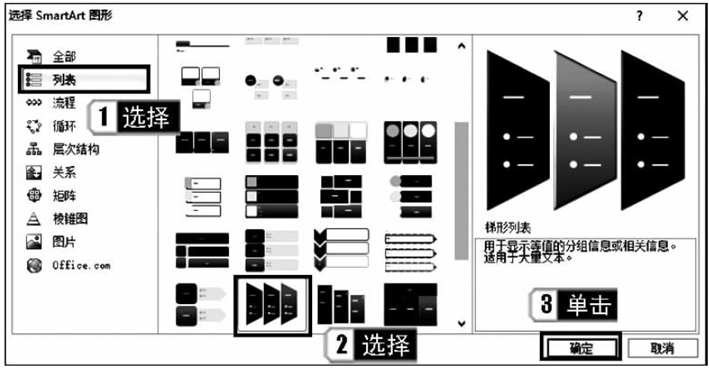 选择 SmartArt 图形
?
全部
列表
流程
循环
层次结构
关系
矩阵
棱锥图
图片
Office.com
1 选择
2 选择
梯形列表
用于显示等值的分组信息或相关信息。
适用于大量文本。
3 单击
确定
取消